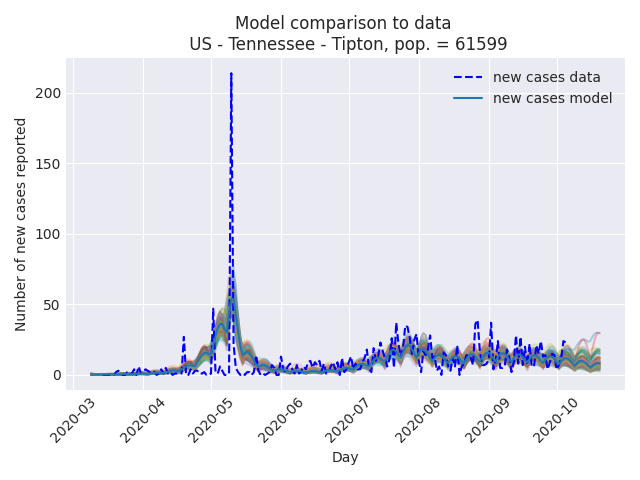 Model comparison to data
US - Tennessee - Tipton, pop. = 61599
new cases data
new cases model
Number of new cases reported
200
150
100
50
0
2020-03
2020-04
2020-05
2020-06
2020-07
2020-08
2020-09
2020-10
Day